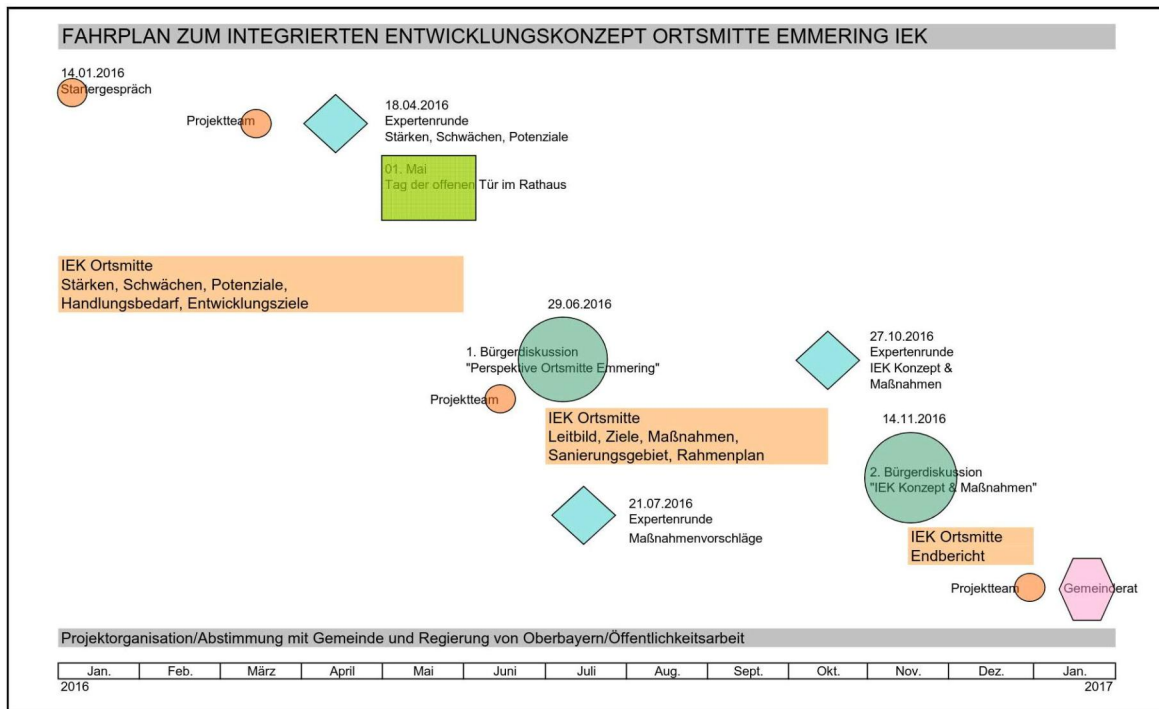 FAHRPLAN ZUM INTEGRIERTEN ENTWICKLUNGSKONZEPT ORTSMITTE EMMERING IEK
14.01.2016
Startergespräch
Projektteam
18.04.2016
Expertenrunde
Stärken, Schwächen, Potenziale
01. Mai
Tag der offenen Tür im Rathaus
IEK Ortsmitte
Stärken, Schwächen, Potenziale,
Handlungsbedarf, Entwicklungsziele
29.06.2016
1. Bürgerdiskussion
"Perspektive Ortsmitte Emmering"
Projektteam
27.10.2016
Expertenrunde
IEK Konzept &
Maßnahmen
IEK Ortsmitte
Leitbild, Ziele, Maßnahmen,
Sanierungsgebiet, Rahmenplan
14.11.2016
2. Bürgerdiskussion
"IEK Konzept & Maßnahmen"
21.07.2016
Expertenrunde
Maßnahmenvorschläge
IEK Ortsmitte
Endbericht
Projektteam
Gemeinderat
Projektorganisation/Abstimmung mit Gemeinde und Regierung von Oberbayern/Öffentlichkeitsarbeit
Jan. Feb. März April Mai Juni Juli Aug. Sept. Okt. Nov. Dez. Jan.
2016 2017